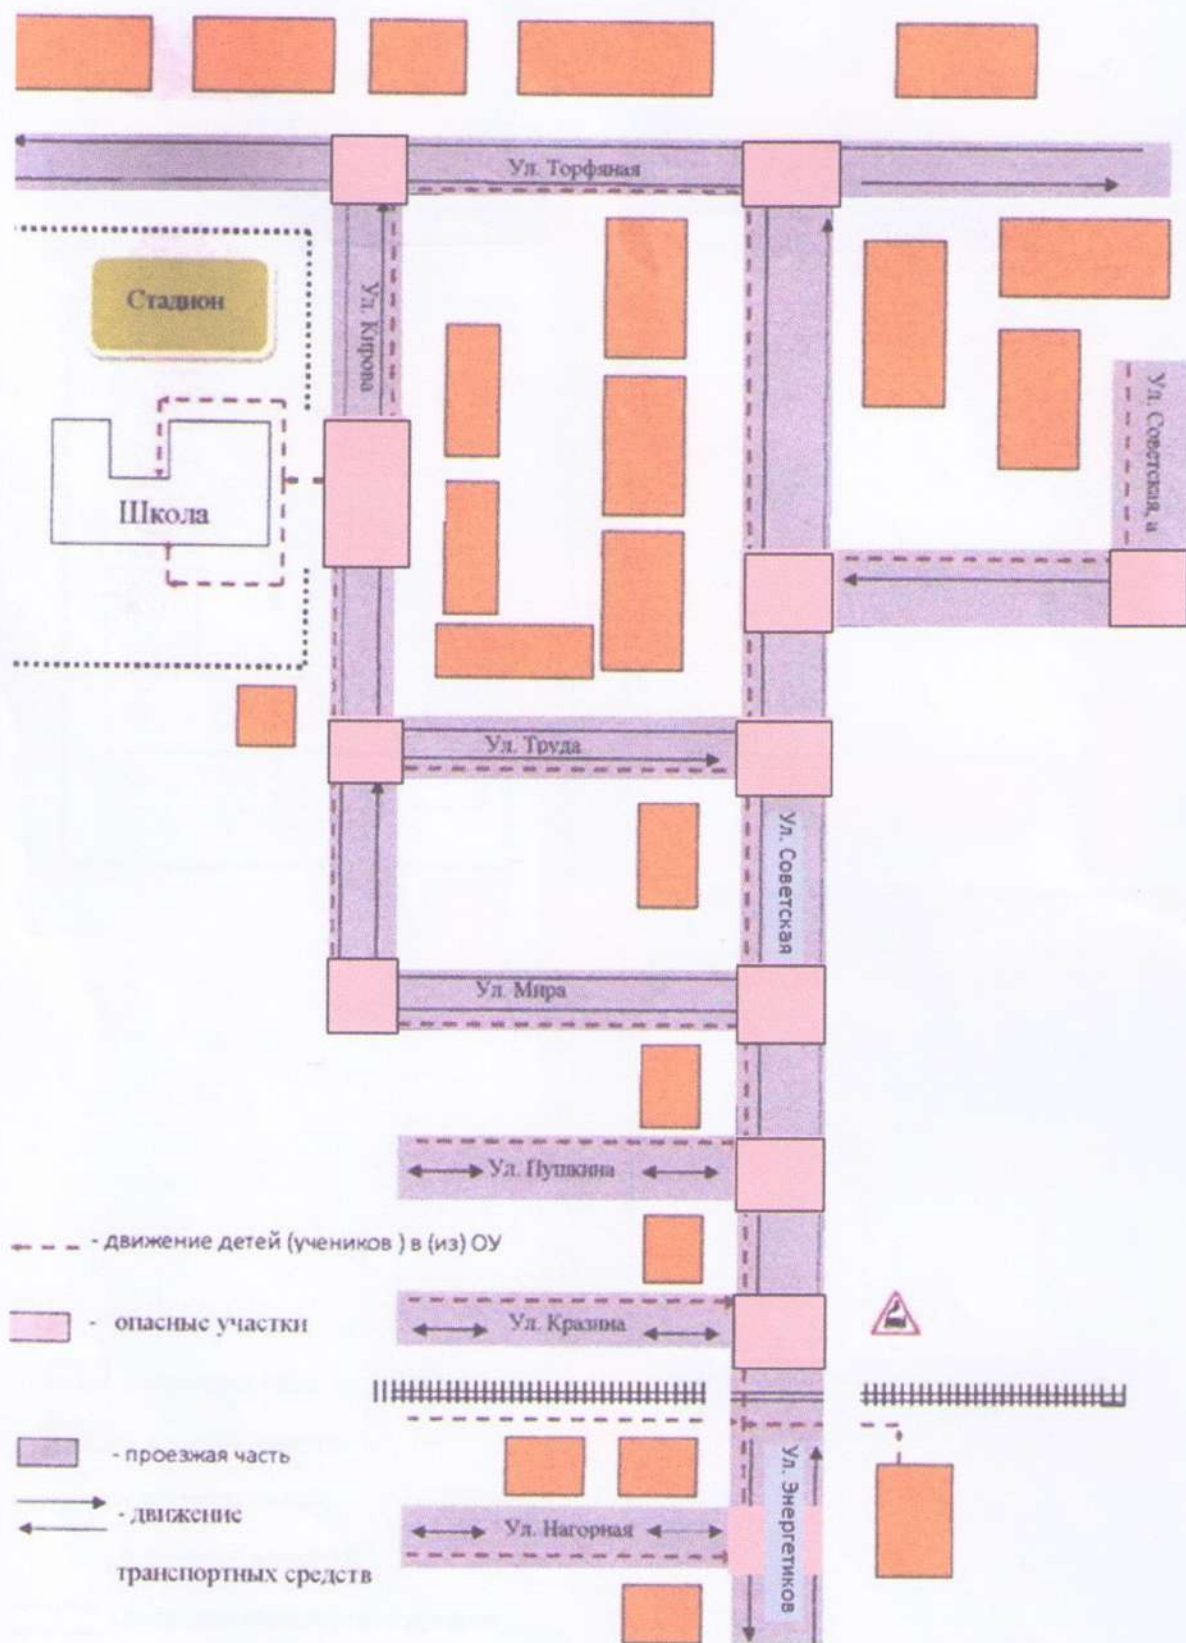 Ул. Торфяная
Стадион
Ул. Кирова
Ул. Советская, а
Школа
Ул. Труда
Ул. Советская
Ул. Мира
Ул. Пушкина
- движение детей (учеников ) в (из) ОУ
- опасные участки
Ул. Кразина
- проезжая часть
Ул. Энергетиков
- движение
Ул. Нагорная
транспортных средств